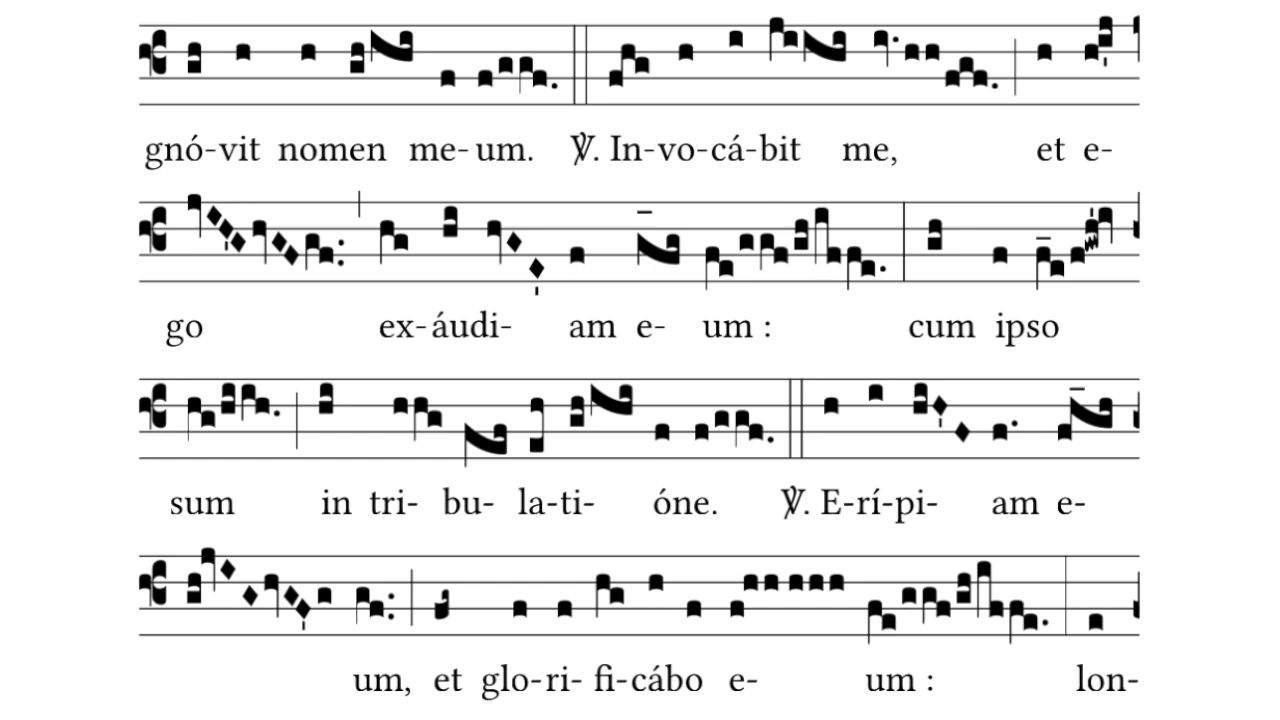 gnó-vit nomen me-um. ℣. In-vo-cá-bit me, et e-
go ex-áudi-am e-um : cum ipso
sum in tri-bu-la-ti-óne. ℣. E-rí-pi-am e-
um, et glo-ri-fi-cábo e-um : lon-